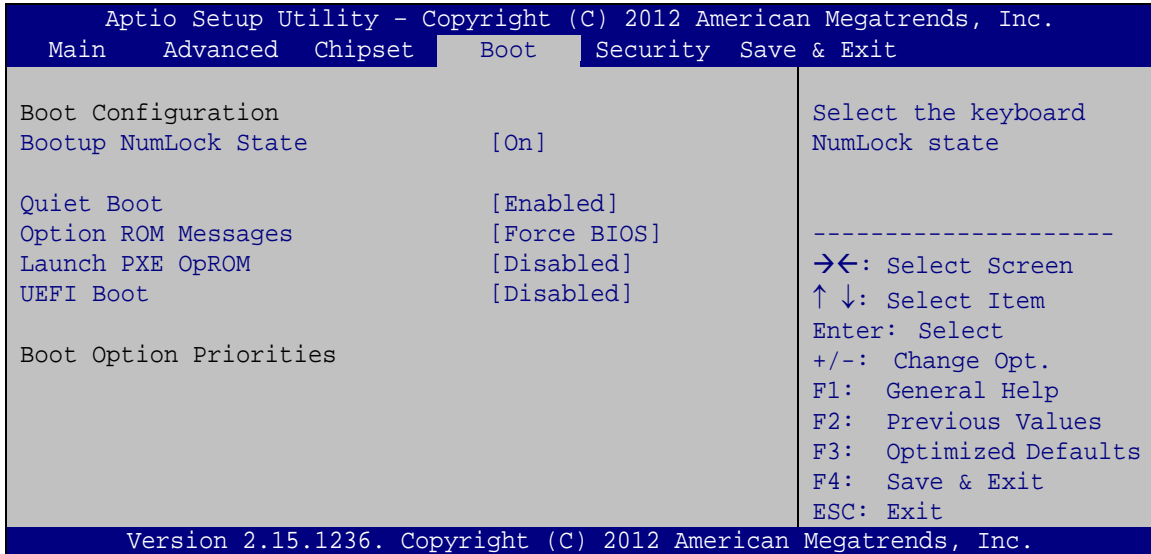 Aptio Setup Utility – Copyright (C) 2012 American Megatrends, Inc.
Main Advanced Chipset Boot Security Save & Exit
Boot Configuration
Bootup NumLock State [On]
Quiet Boot [Enabled]
Option ROM Messages [Force BIOS]
Launch PXE OpROM [Disabled]
UEFI Boot [Disabled]
Boot Option Priorities
Select the keyboard
NumLock state
---------------------
→←: Select Screen
↑ ↓: Select Item
Enter: Select
+/-: Change Opt.
F1: General Help
F2: Previous Values
F3: Optimized Defaults
F4: Save & Exit
ESC: Exit
Version 2.15.1236. Copyright (C) 2012 American Megatrends, Inc.